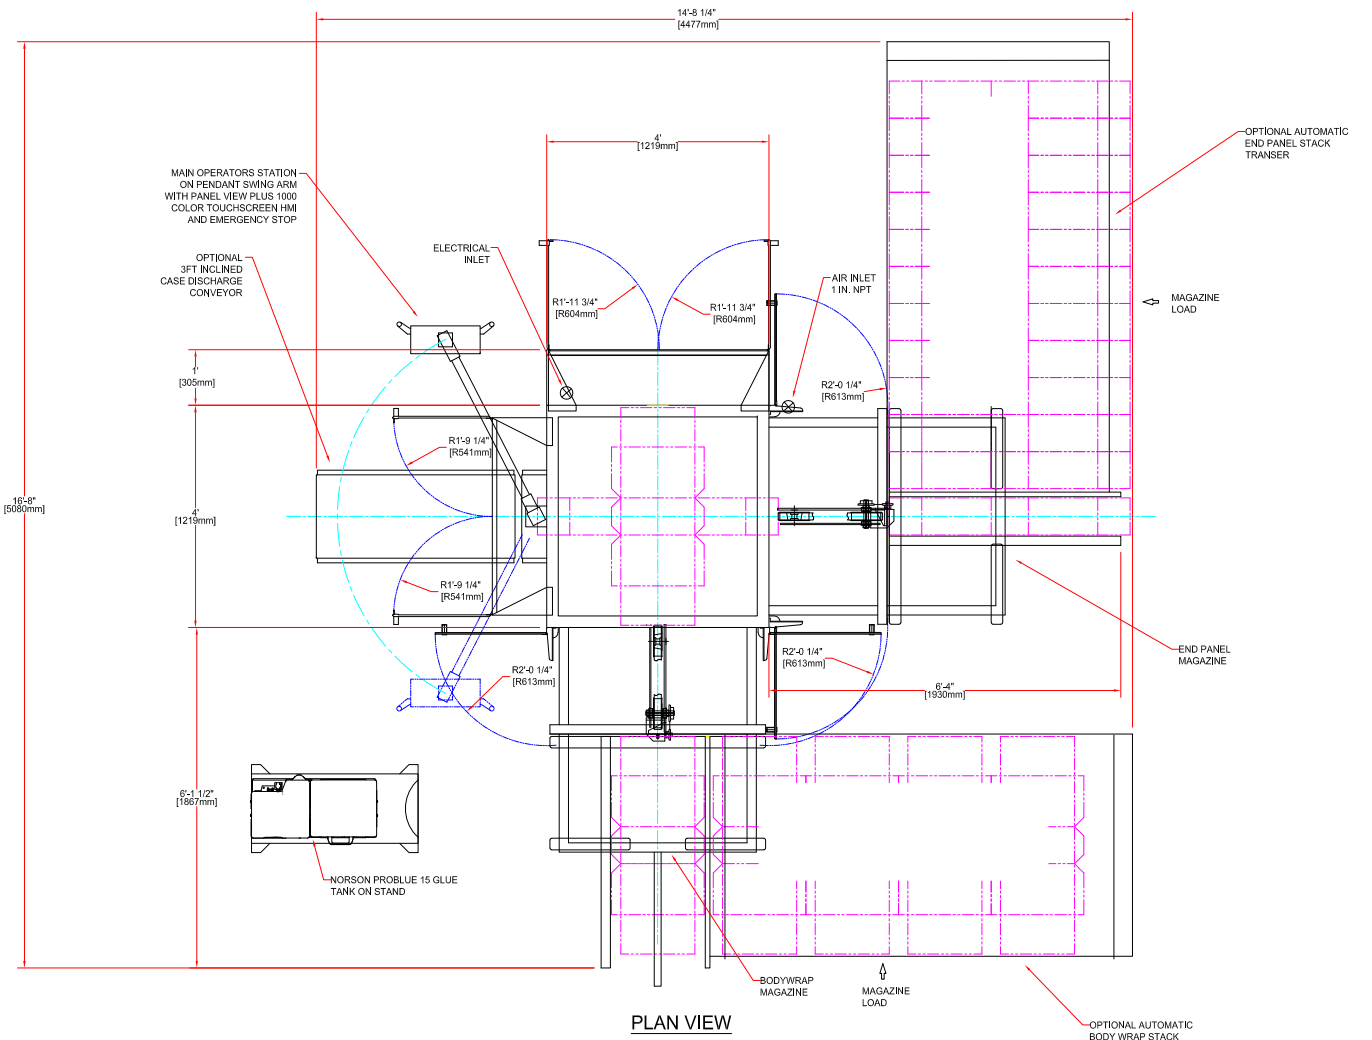 14'-8 1/4"
[4477mm]
4'
[1219mm]
OPTIONAL AUTOMATIC
END PANEL STACK
TRANSER
MAIN OPERATORS STATION
ON PENDANT SWING ARM
WITH PANEL VIEW PLUS 1000
COLOR TOUCHSCREEN HMI
AND EMERGENCY STOP
ELECTRICAL
INLET
OPTIONAL
3FT INCLINED
CASE DISCHARGE
CONVEYOR
AIR INLET
1 IN. NPT
R1'-11 3/4"
[R604mm]
R1'-11 3/4"
[R604mm]
MAGAZINE
LOAD
1'
[305mm]
R2'-0 1/4"
[R613mm]
R1'-9 1/4"
[R541mm]
16'-8"
[5080mm]
4'
[1219mm]
R1'-9 1/4"
[R541mm]
R2'-0 1/4"
[R613mm]
R2'-0 1/4"
[R613mm]
END PANEL
MAGAZINE
6'-4"
[1930mm]
6'-1 1/2"
[1867mm]
NORSON PROBLUE 15 GLUE
TANK ON STAND
BODYWRAP
MAGAZINE
MAGAZINE
LOAD
PLAN VIEW
OPTIONAL AUTOMATIC
BODY WRAP STACK